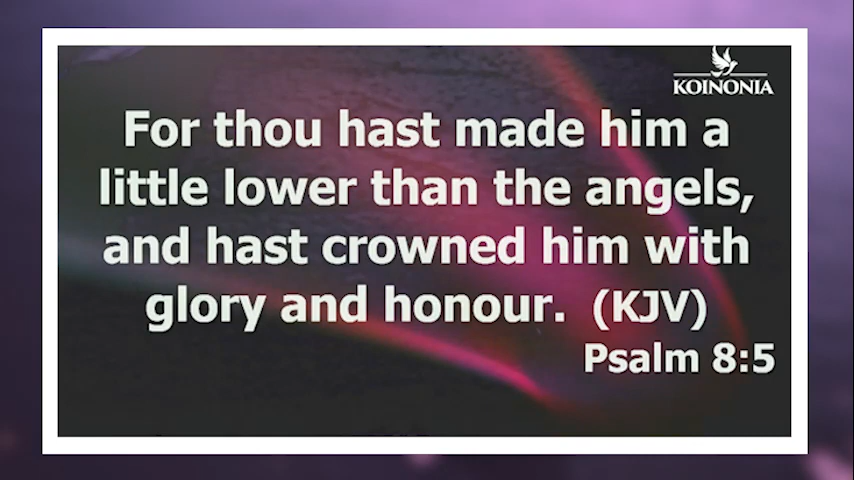 KOINONIA
For thou hast made him a
little lower than the angels,
and hast crowned him with
glory and honour. (KJV)
Psalm 8:5